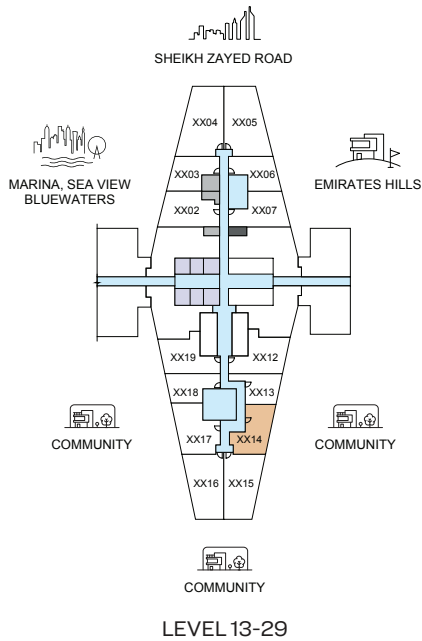 SHEIKH ZAYED ROAD
XX04 XX05
MARINA, SEA VIEW
BLUEWATERS
EMIRATES HILLS
XX03 XX06
XX02 XX07
XX19 XX12
XX18 XX13
COMMUNITY
COMMUNITY
XX17 XX14
XX16 XX15
COMMUNITY
LEVEL 13-29